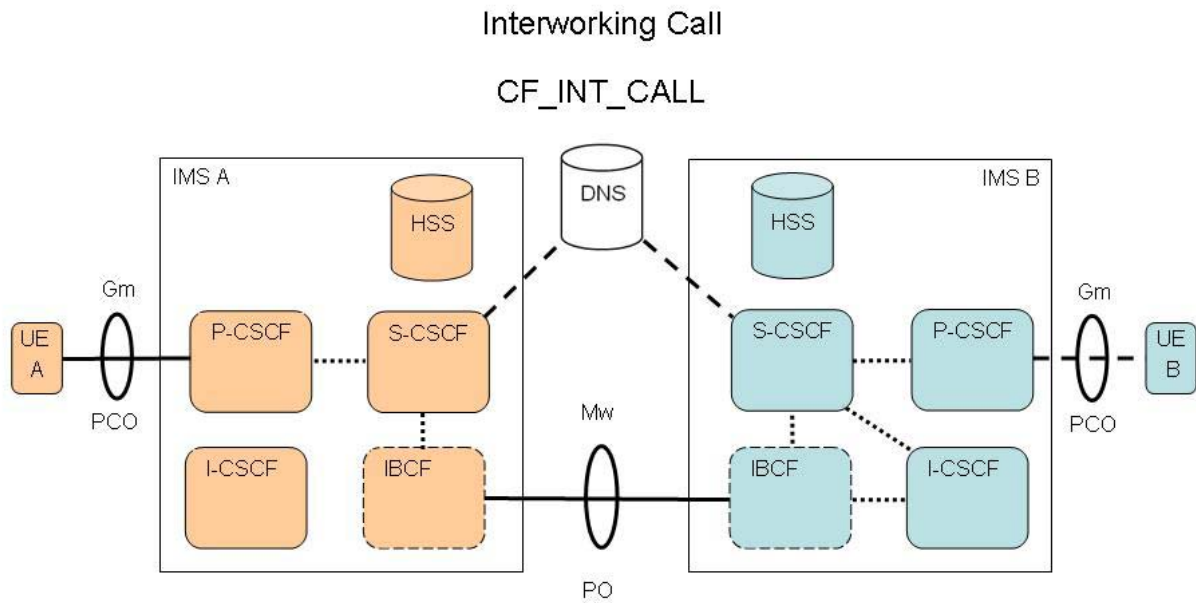 Interworking Call
CF_INT_CALL
IMS A
DNS
IMS B
HSS
HSS
Gm
Gm
UE
A
P-CSCF
S-CSCF
S-CSCF
P-CSCF
UE
B
PCO
Mw
PCO
I-CSCF
IBCF
IBCF
I-CSCF
PO